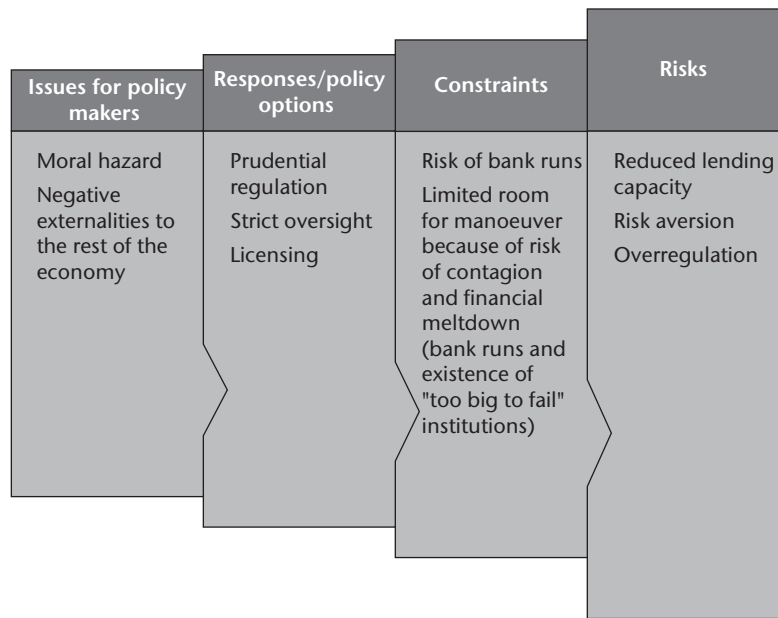 Issues for policy
makers
Moral hazard
Negative
externalities to
the rest of the
economy
Responses/policy
options
Prudential
regulation
Strict oversight
Licensing
Constraints
Risk of bank runs
Limited room
for manoeuver
because of risk
of contagion
and financial
meltdown
(bank runs and
existence of
"too big to fail"
institutions)
Risks
Reduced lending
capacity
Risk aversion
Overregulation